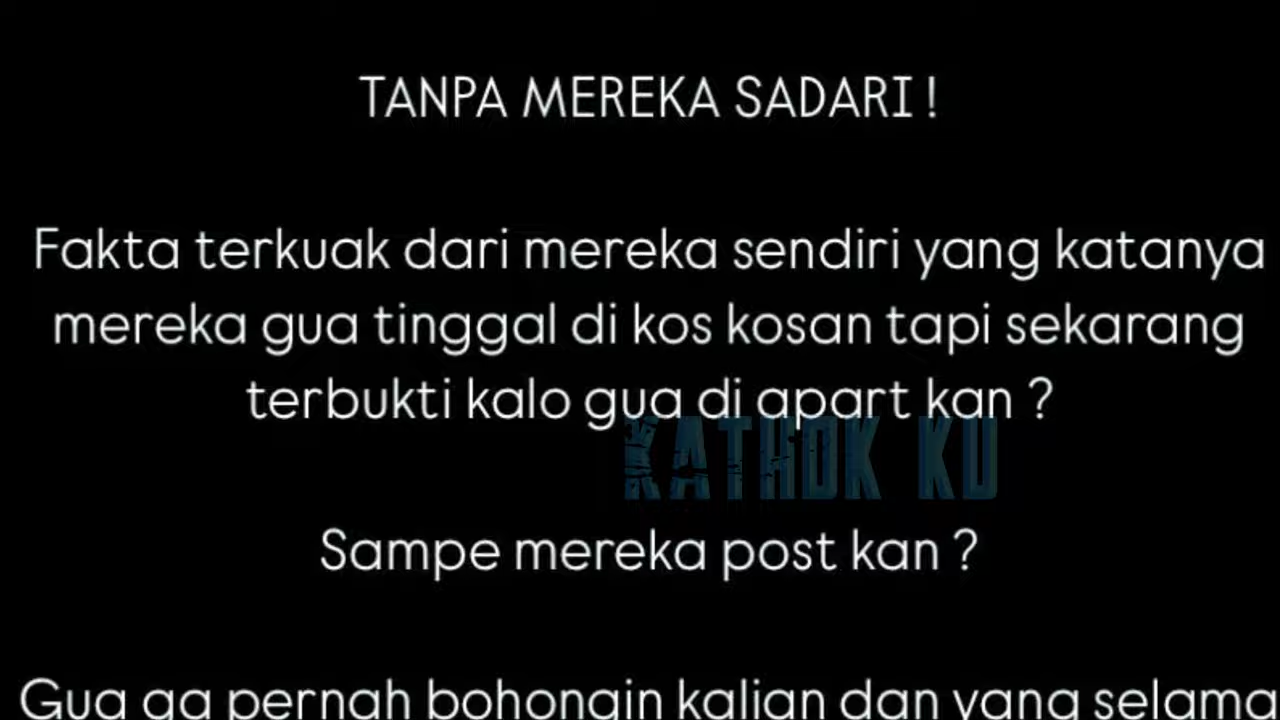 TANPA MEREKA SADARI !
Fakta terkuak dari mereka sendiri yang katanya
mereka gua tinggal di kos kosan tapi sekarang
terbukti kalo gua di apart kan ?
KATHOK KU
Sampe mereka post kan ?
Gua ga pernah bohongin kalian dan yang selama